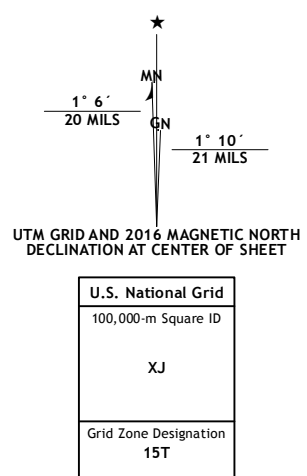 ★
MN
1° 6´
20 MILS
GN
1° 10´
21 MILS
UTM GRID AND 2016 MAGNETIC NORTH
DECLINATION AT CENTER OF SHEET
U.S. National Grid
100,000-m Square ID
XJ
Grid Zone Designation
15T